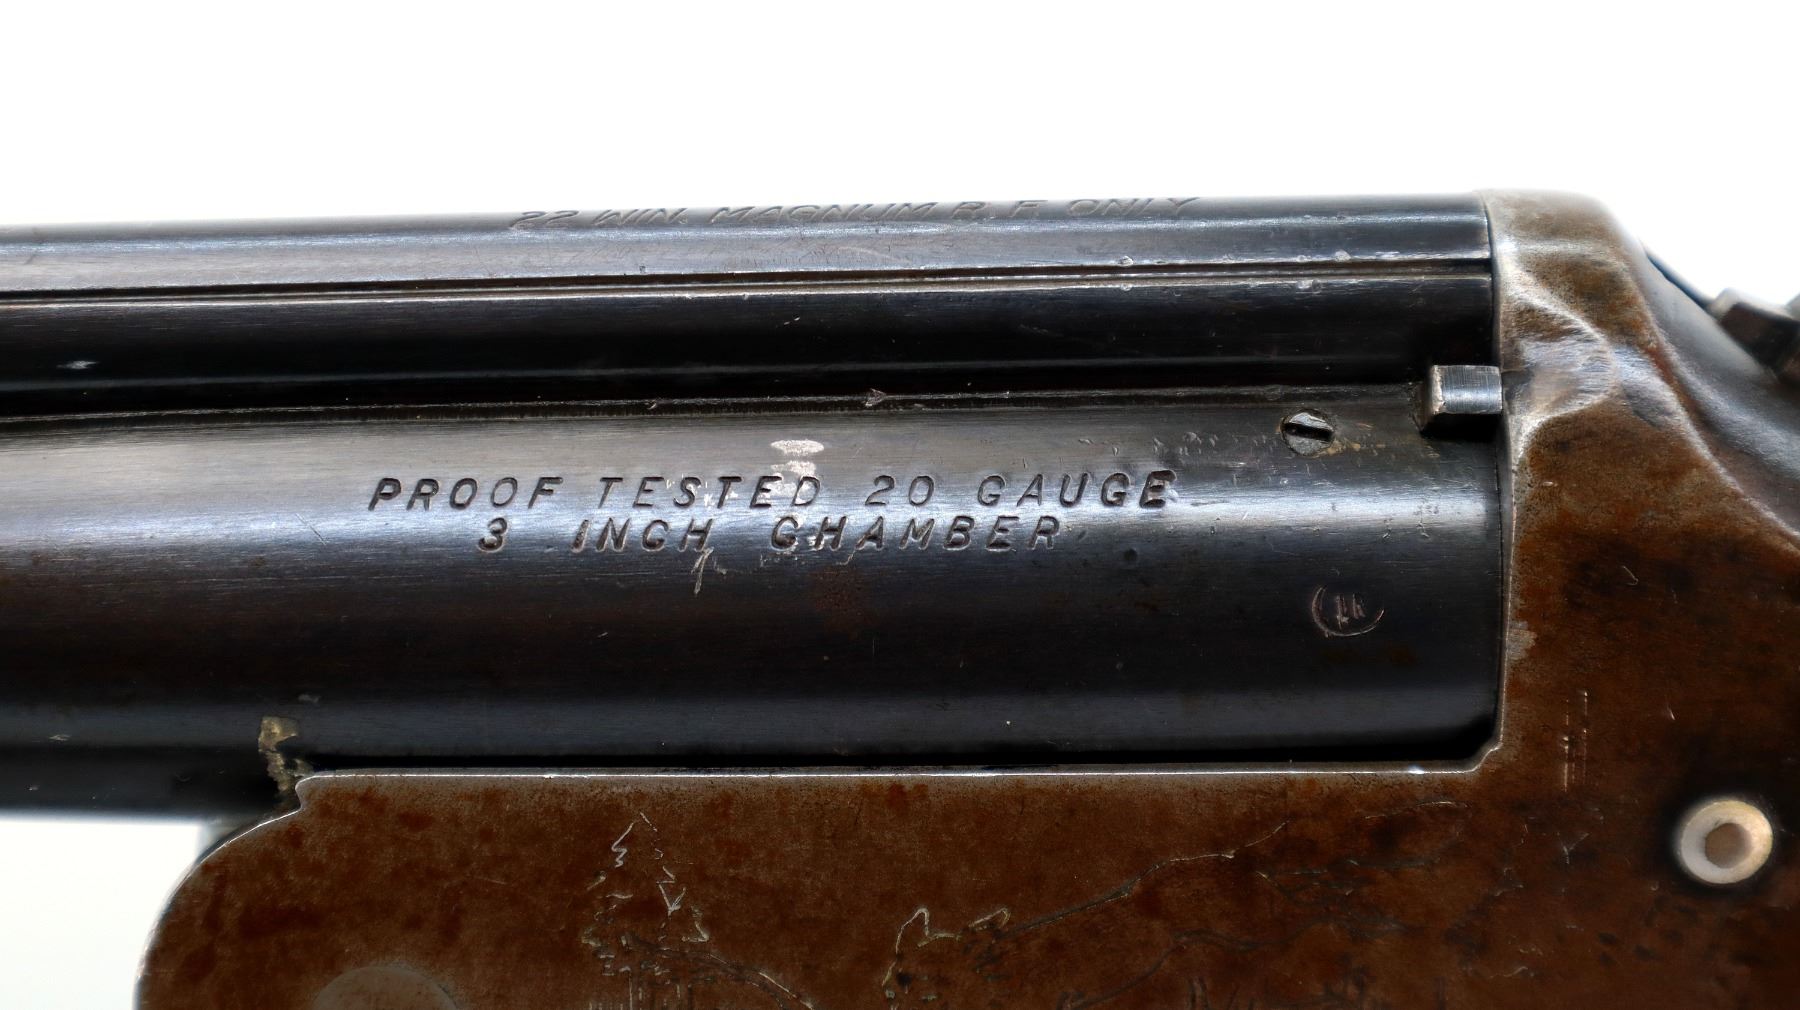 22 WIN. MAGNUM R. F. ONLY
PROOF TESTED 20 GAUGE
3 INCH CHAMBER